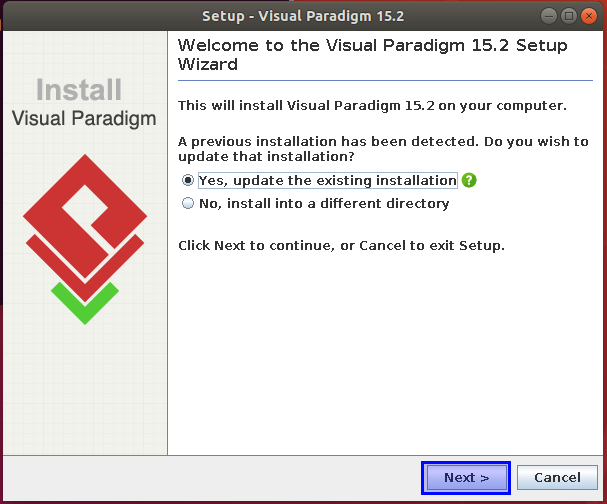 Setup - Visual Paradigm 15.2
Install
Visual Paradigm
Welcome to the Visual Paradigm 15.2 Setup
Wizard
This will install Visual Paradigm 15.2 on your computer.
A previous installation has been detected. Do you wish to
update that installation?
Yes, update the existing installation ?
No, install into a different directory
Click Next to continue, or Cancel to exit Setup.
Next > Cancel